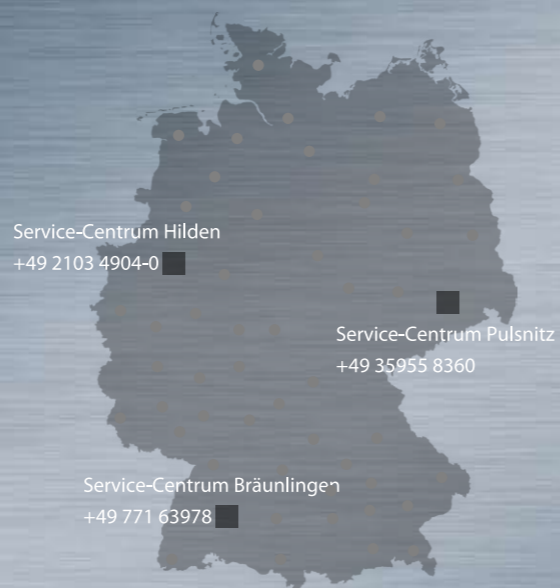 Service-Centrum Hilden
+49 2103 4904-0
Service-Centrum Pulsnitz
+49 35955 8360
Service-Centrum Bräunlingen
+49 771 63978